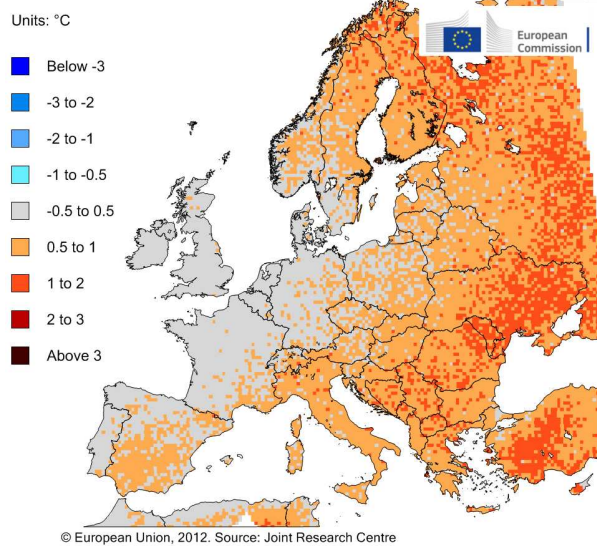 Units: °C
European
Commission
Below -3
-3 to -2
-2 to -1
-1 to -0.5
-0.5 to 0.5
0.5 to 1
1 to 2
2 to 3
Above 3
© European Union, 2012. Source: Joint Research Centre